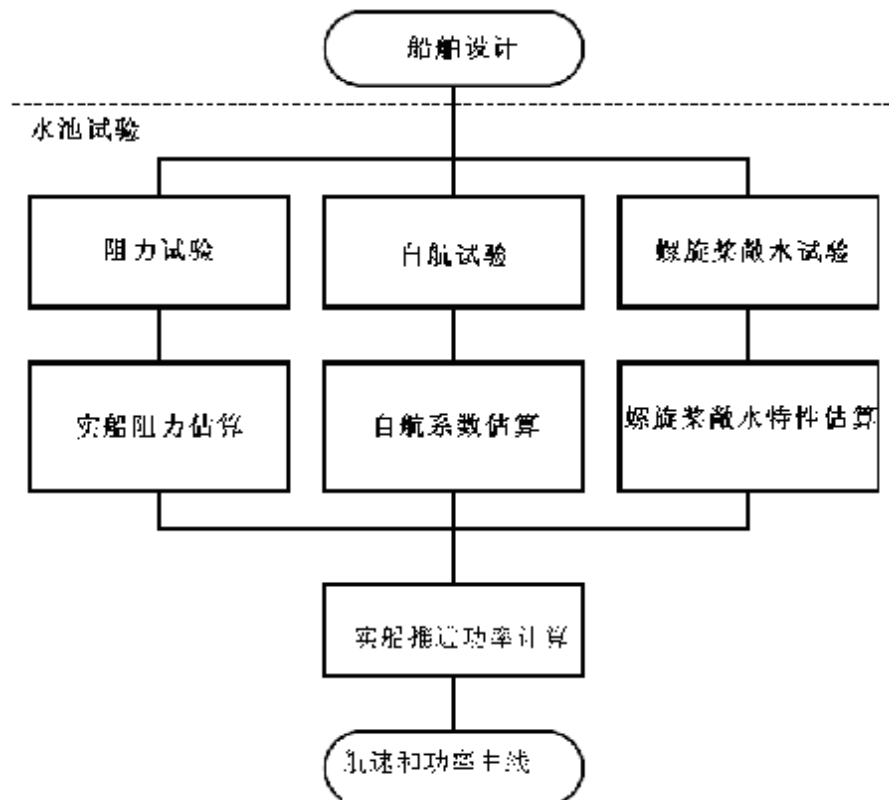 船舶设计
水池试验
阻力试验
自航试验
螺旋桨敞水试验
实船阻力估算
自航系数估算
螺旋桨敞水特性估算
实船推进功率计算
航速和功率曲线